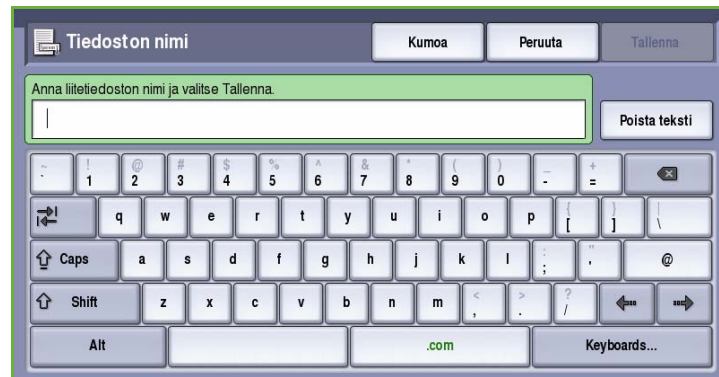 Tiedoston nimi Kumoa Peruuta Tallenna
Anna liitetiedoston nimi ja valitse Tallenna.
Poista teksti
~ ! @ # $ % ^ & * ( ) _ +
` 1 2 3 4 5 6 7 8 9 0 - =
q w e r t y u i o p { [ } ] | \
Caps a s d f g h j k l : ; " ' @
Shift z x c v b n m < , > . ? /
Alt .com Keyboards...